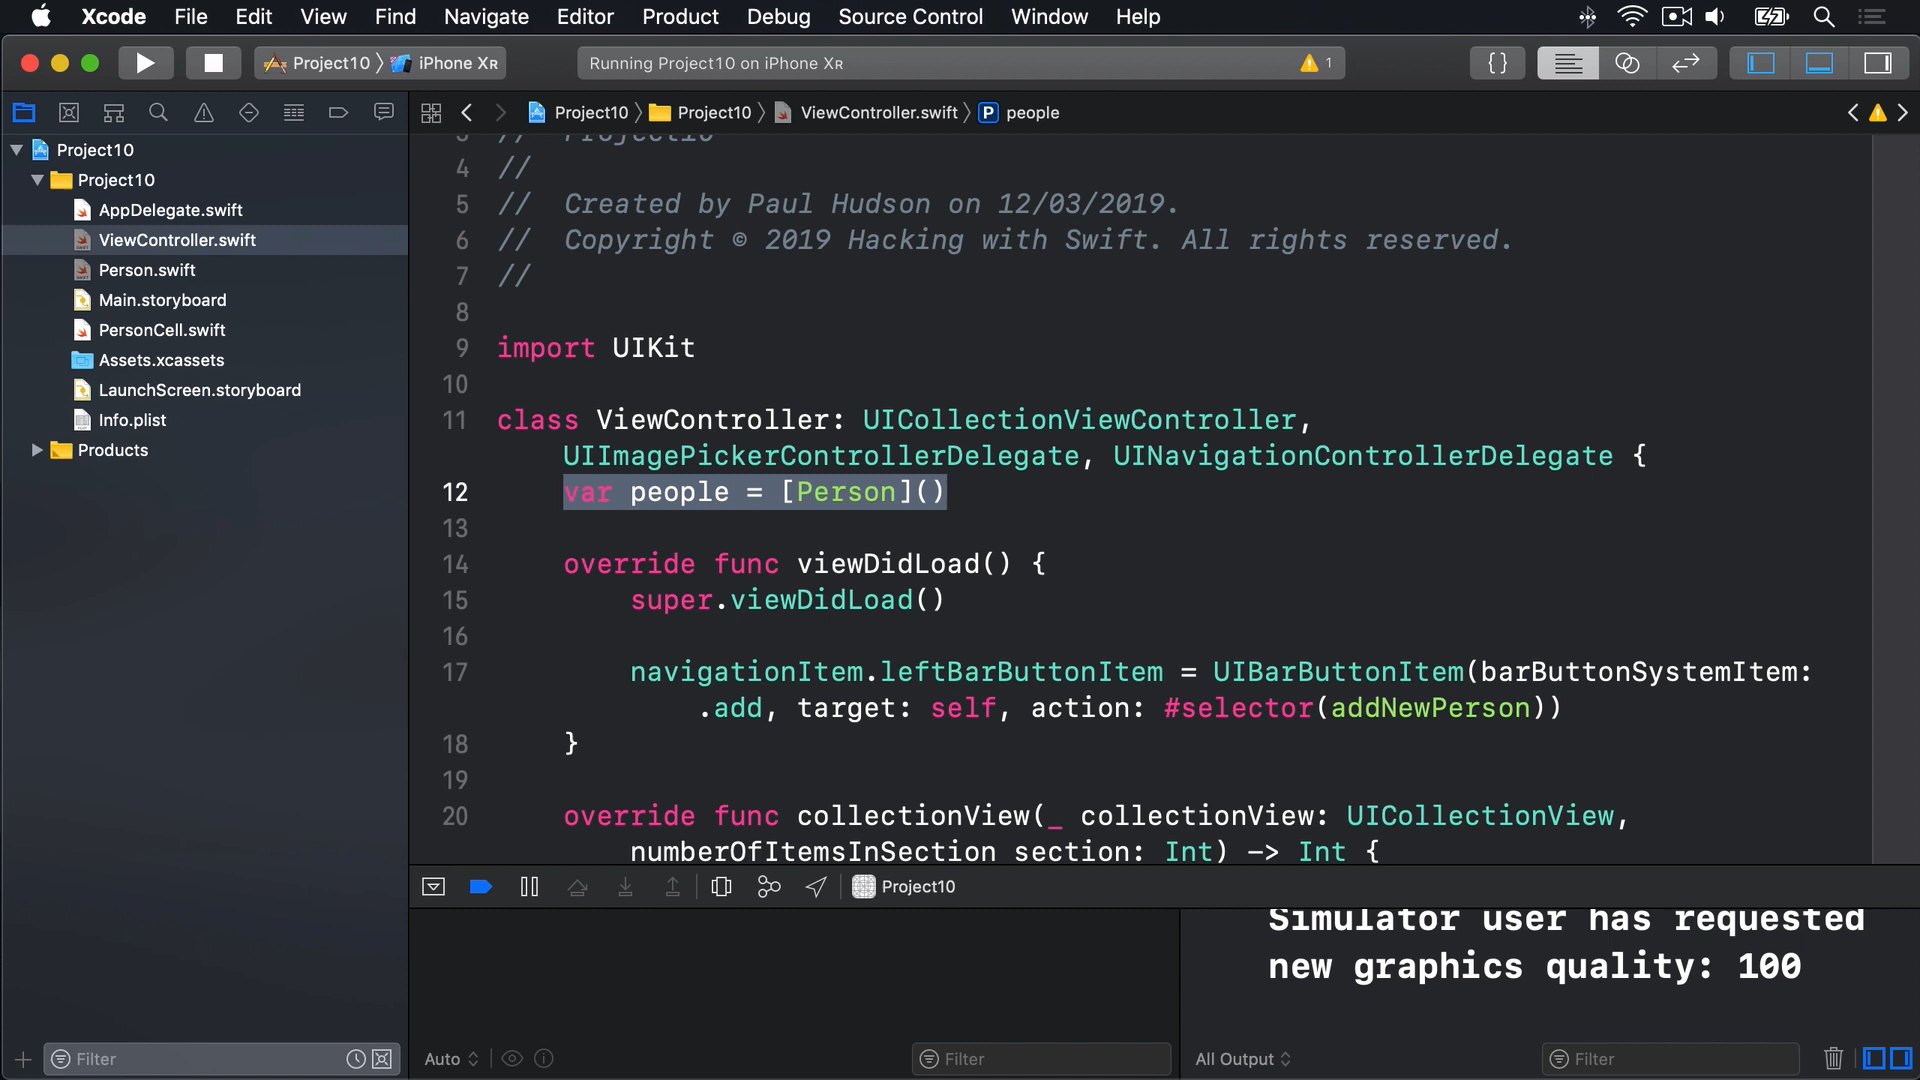 Xcode File Edit View Find Navigate Editor Product Debug Source Control Window Help
Project10 iPhone XR
Running Project10 on iPhone XR
1
Project10 Project10 ViewController.swift P people
Project10
Project10
AppDelegate.swift
ViewController.swift
Person.swift
Main.storyboard
PersonCell.swift
Assets.xcassets
LaunchScreen.storyboard
Info.plist
Products
3 // Project10
4 //
5 // Created by Paul Hudson on 12/03/2019.
6 // Copyright © 2019 Hacking with Swift. All rights reserved.
7 //
8
9 import UIKit
10
11 class ViewController: UICollectionViewController,
UIImagePickerControllerDelegate, UINavigationControllerDelegate {
12 var people = [Person]()
13
14 override func viewDidLoad() {
15 super.viewDidLoad()
16
17 navigationItem.leftBarButtonItem = UIBarButtonItem(barButtonSystemItem:
.add, target: self, action: #selector(addNewPerson))
18 }
19
20 override func collectionView(_ collectionView: UICollectionView,
numberOfItemsInSection section: Int) -> Int {
Project10
Simulator user has requested
new graphics quality: 100
Filter
Auto
Filter
All Output
Filter